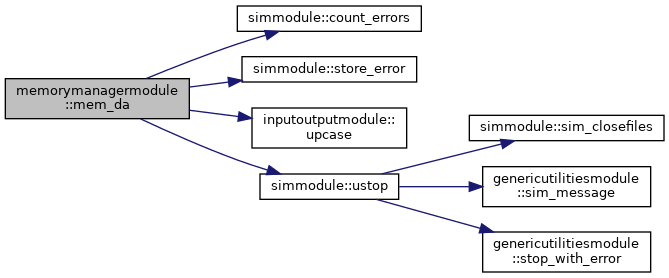 memorymanagermodule
::mem_da
simmodule::count_errors
simmodule::store_error
inputoutputmodule::
upcase
simmodule::ustop
simmodule::sim_closefiles
genericutilitiesmodule
::sim_message
genericutilitiesmodule
::stop_with_error